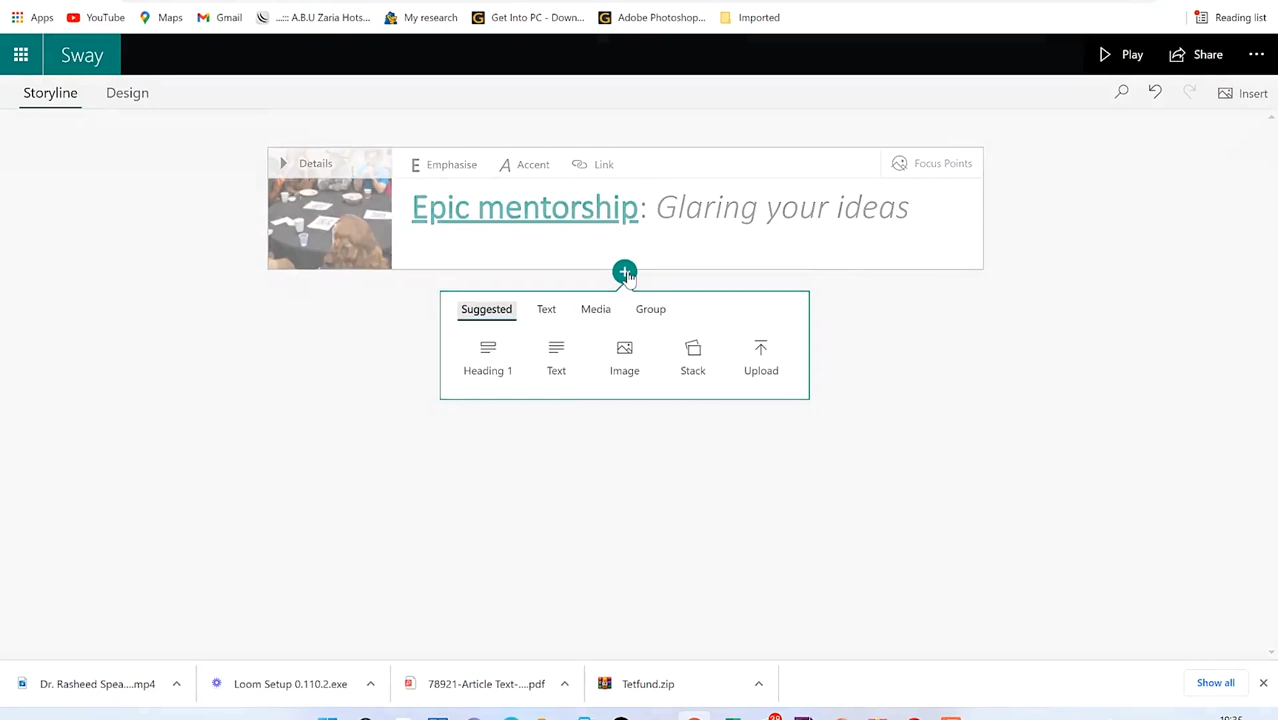 Apps YouTube Maps Gmail ...::: A.B.U Zaria Hots... My research Get Into PC - Down... Adobe Photoshop... Imported Reading list
Sway Play Share ...
Storyline Design Insert
Details E Emphasise A Accent Link Focus Points
Epic mentorship: Glaring your ideas
Suggested Text Media Group
Heading 1 Text Image Stack Upload
Dr. Rasheed Spea....mp4 Loom Setup 0.110.2.exe 78921-Article Text-....pdf Tetfund.zip Show all